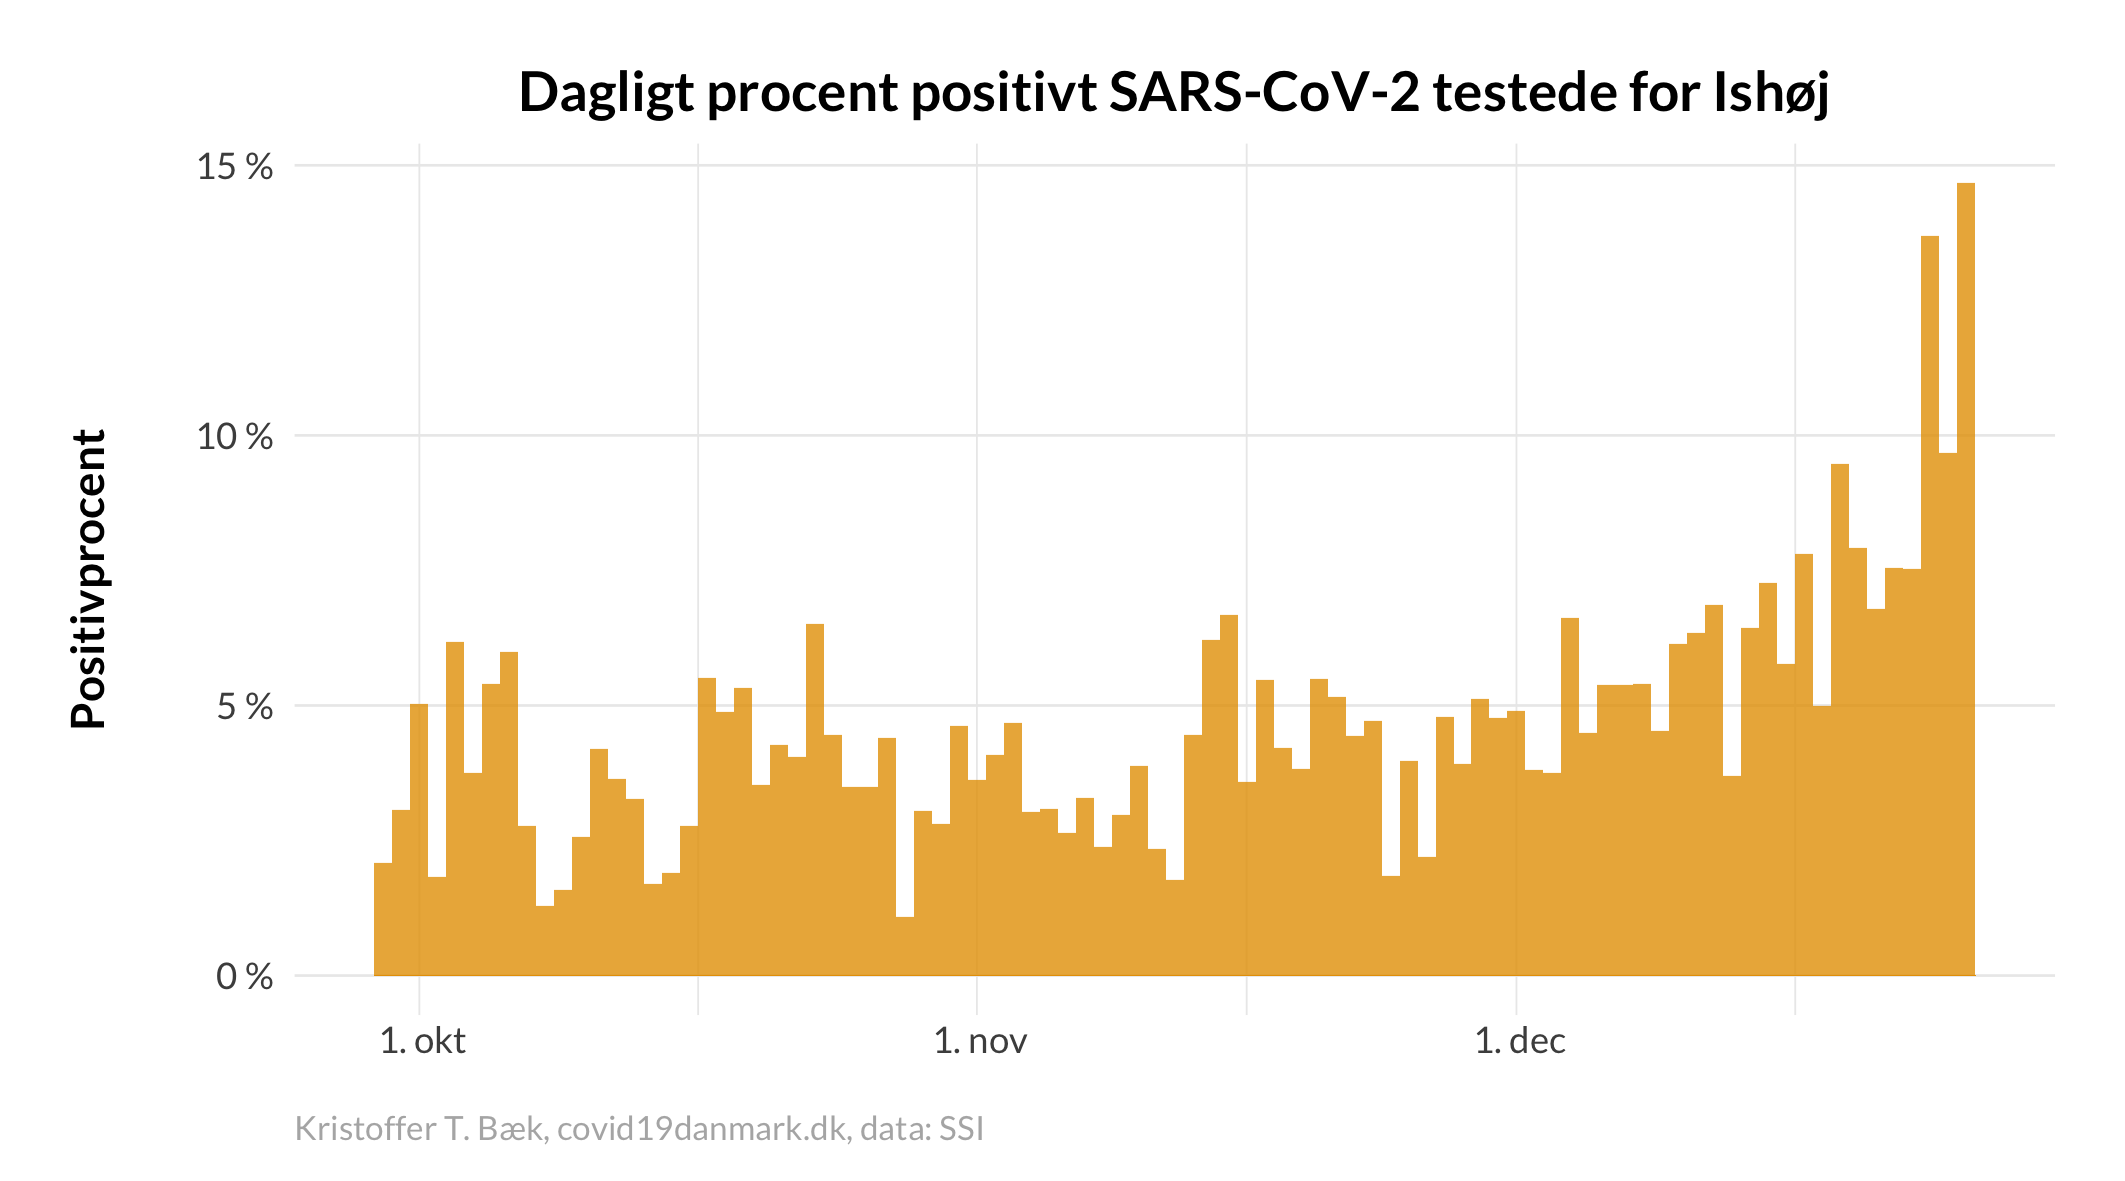 Dagligt procent positivt SARS-CoV-2 testede for Ishøj
Positivprocent
15 %
10 %
5 %
0 %
1. okt
1. nov
1. dec
Kristoffer T. Bæk, covid19danmark.dk, data: SSI